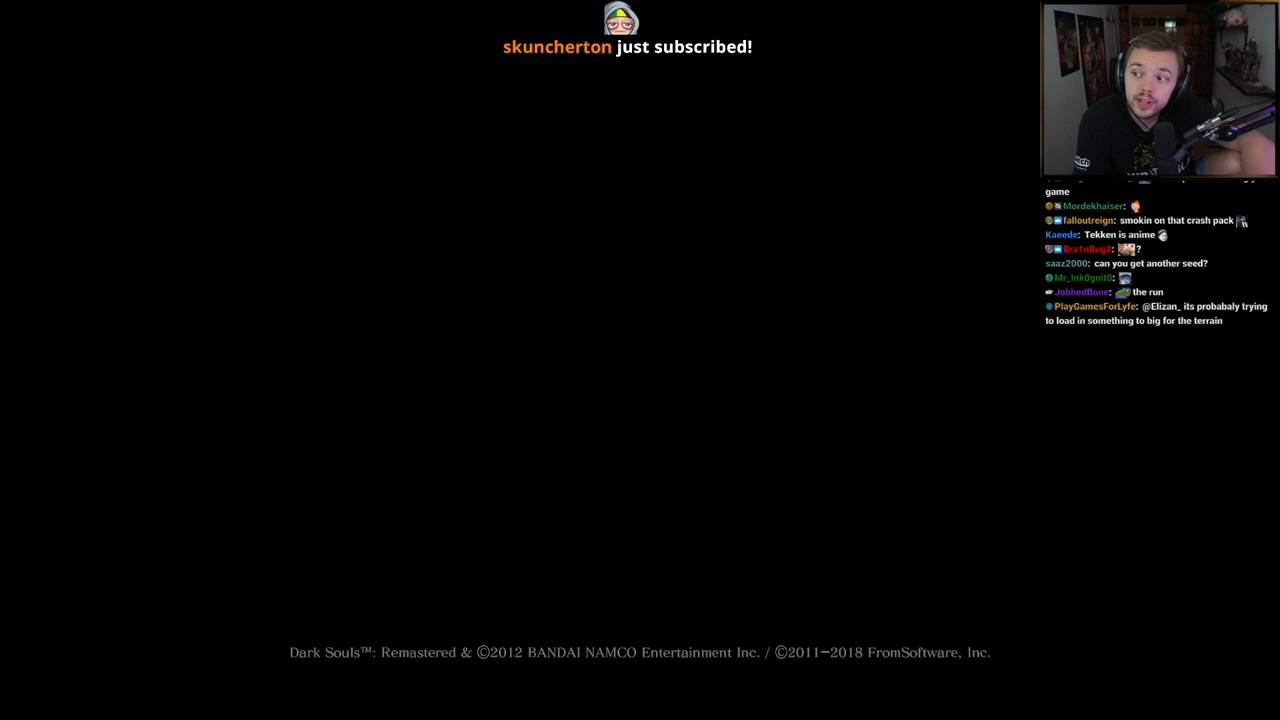 skuncherton just subscribed!
game
Mordekhaiser:
falloutreign: smokin on that crash pack
Kaeede: Tekken is anime
Bra1nBug2: ?
saaz2000: can you get another seed?
Mr_Ink0gnit0:
JobbedBone: the run
PlayGamesForLyfe: @Elizan_ its probabaly trying
to load in something to big for the terrain
Dark Souls™: Remastered & ©2012 BANDAI NAMCO Entertainment Inc. / ©2011–2018 FromSoftware, Inc.